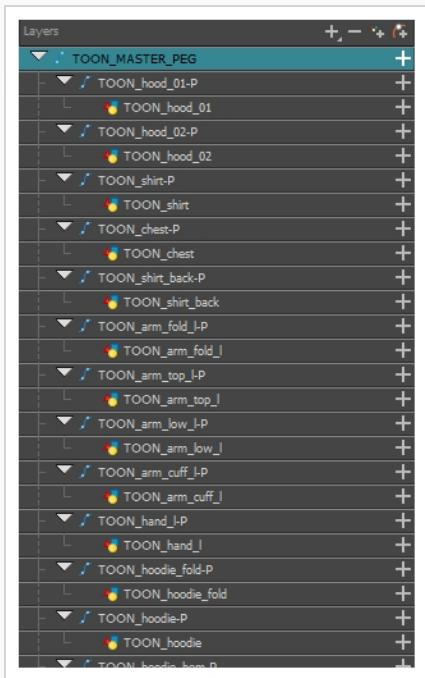 Layers
TOON_MASTER_PEG
TOON_hood_01-P
TOON_hood_01
TOON_hood_02-P
TOON_hood_02
TOON_shirt-P
TOON_shirt
TOON_chest-P
TOON_chest
TOON_shirt_back-P
TOON_shirt_back
TOON_arm_fold_l-P
TOON_arm_fold_l
TOON_arm_top_l-P
TOON_arm_top_l
TOON_arm_low_l-P
TOON_arm_low_l
TOON_arm_cuff_l-P
TOON_arm_cuff_l
TOON_hand_l-P
TOON_hand_l
TOON_hoodie_fold-P
TOON_hoodie_fold
TOON_hoodie-P
TOON_hoodie
TOON_hoodie_hem-P